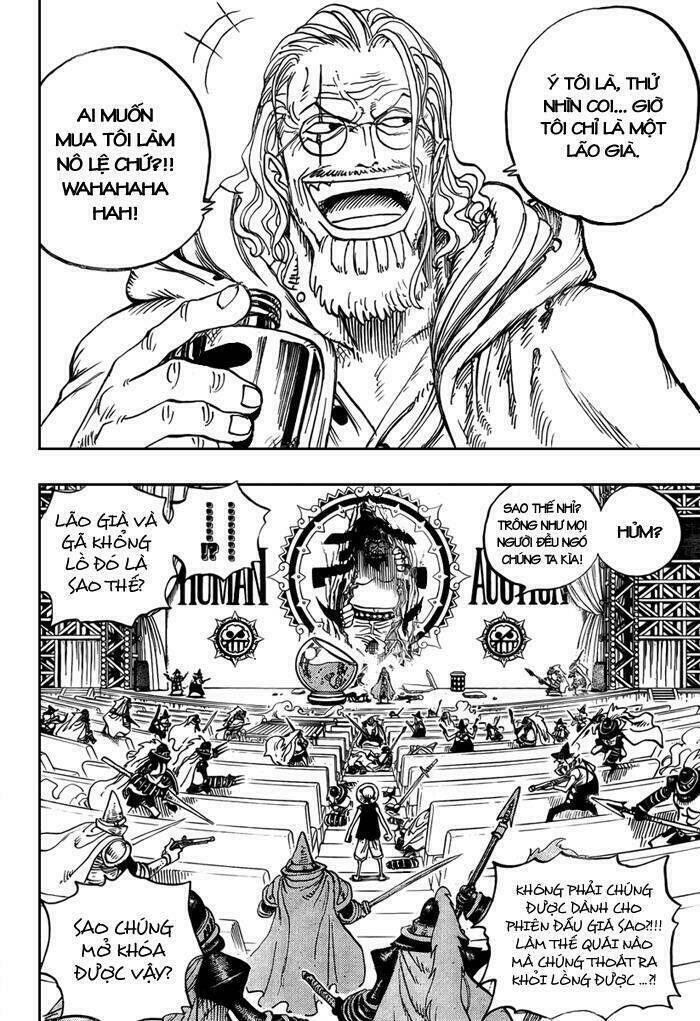 Ý TÔI LÀ, THỬ
NHÌN COI... GIỜ
TÔI CHỈ LÀ MỘT
LÃO GIÀ.
AI MUỐN
MUA TÔI LÀM
NÔ LỆ CHỨ?!!
WAHAHAHA
HAH!
HỬM?
SAO THẾ NHỈ?
TRÔNG NHƯ MỌI
NGƯỜI ĐỀU NGÓ
CHÚNG TA KÌA!
!!
!?
LÃO GIÀ VÀ
GÃ KHỔNG
LỒ ĐÓ LÀ
SAO THẾ?
HUMAN AUCTION
KHÔNG PHẢI CHÚNG
ĐƯỢC DÀNH CHO
PHIÊN ĐẤU GIÁ SAO?!!!
LÀM THẾ QUÁI NÀO
MÀ CHÚNG THOÁT RA
KHỎI LỒNG ĐƯỢC ...?!
SAO CHÚNG
MỞ KHÓA
ĐƯỢC VẬY?